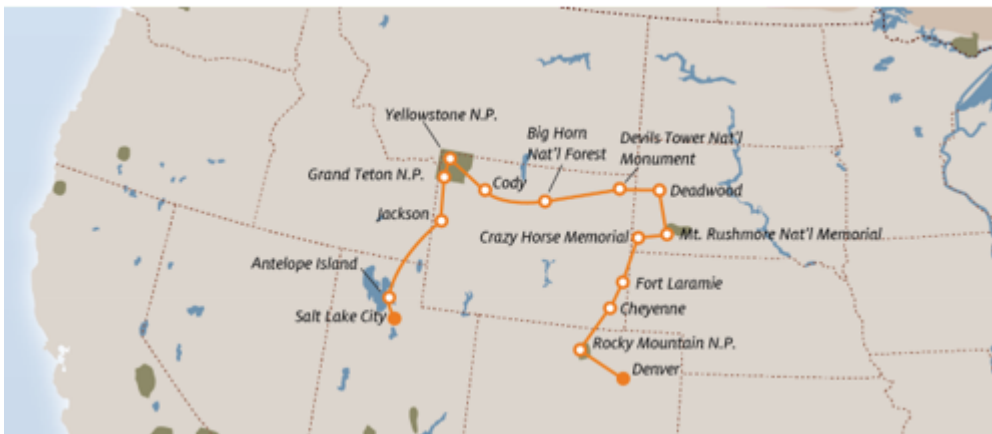 Yellowstone N.P.
Big Horn
Nat'l Forest
Devils Tower Nat'l
Monument
Grand Teton N.P.
Cody
Deadwood
Jackson
Crazy Horse Memorial
Mt. Rushmore Nat'l Memorial
Antelope Island
Fort Laramie
Salt Lake City
Cheyenne
Rocky Mountain N.P.
Denver